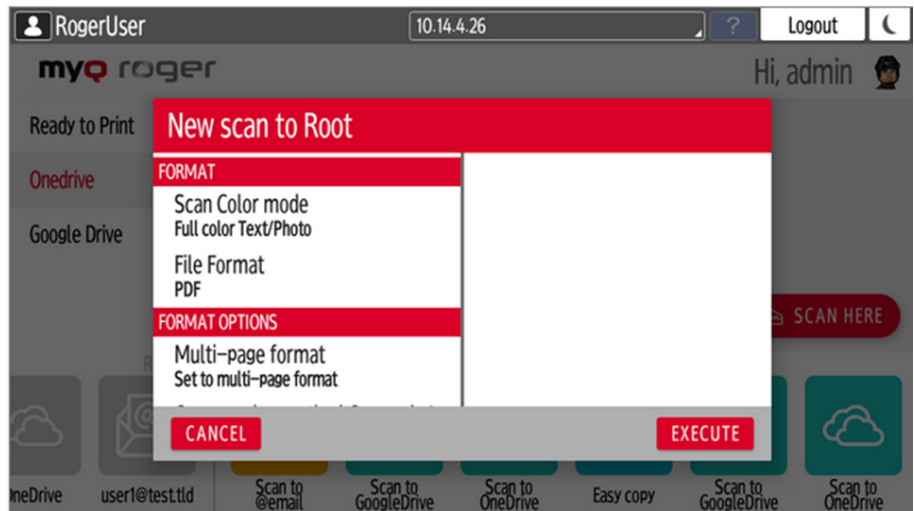 RogerUser
10.14.4.26
?
Logout
myQ roger
Hi, admin
Ready to Print
Onedrive
Google Drive
New scan to Root
FORMAT
Scan Color mode
Full color Text/Photo
File Format
PDF
FORMAT OPTIONS
Multi-page format
Set to multi-page format
CANCEL
EXECUTE
SCAN HERE
neDrive
user1@test.tld
Scan to
@email
Scan to
GoogleDrive
Scan to
OneDrive
Easy copy
Scan to
GoogleDrive
Scan to
OneDrive